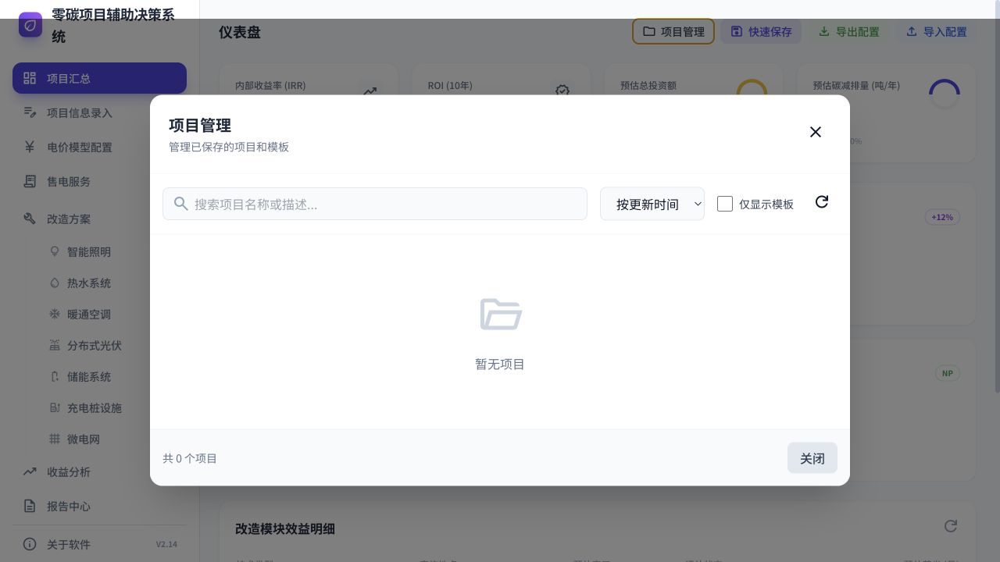 零碳项目辅助决策系
统
仪表盘
项目管理
快速保存
导出配置
导入配置
项目汇总
项目信息录入
电价模型配置
售电服务
改造方案
智能照明
热水系统
暖通空调
分布式光伏
储能系统
充电桩设施
微电网
收益分析
报告中心
关于软件
V2.14
内部收益率 (IRR)
ROI (10年)
预估总投资额
预估碳减排量 (吨/年)
0%
+12%
NP
项目管理
管理已保存的项目和模板
搜索项目名称或描述...
按更新时间
仅显示模板
暂无项目
共 0 个项目
关闭
改造模块效益明细